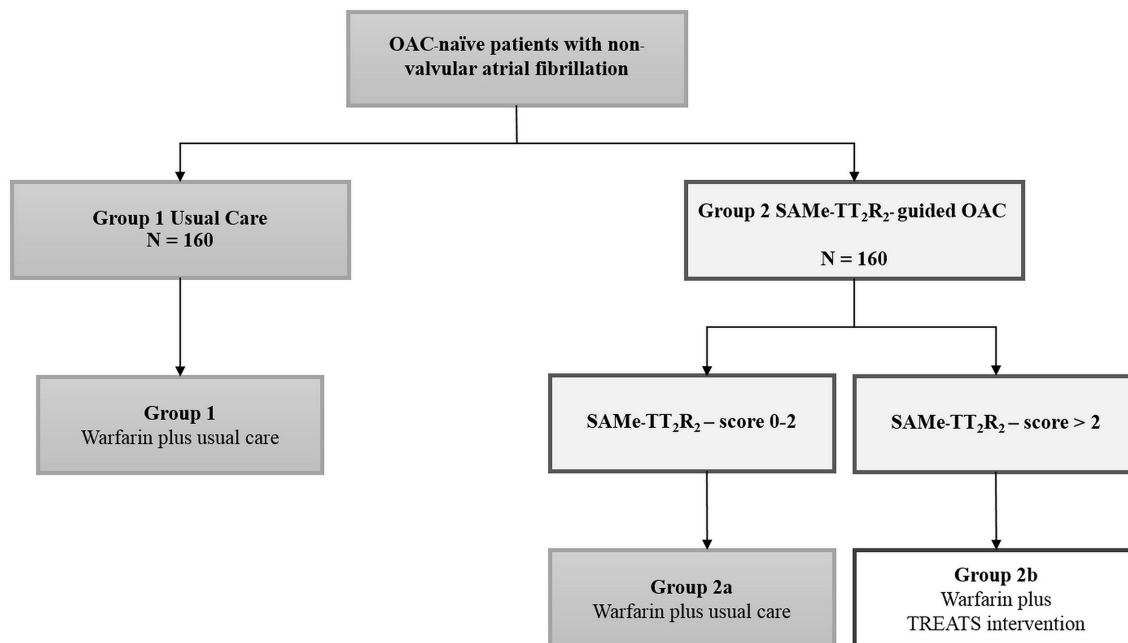 OAC-naïve patients with non-
valvular atrial fibrillation
Group 1 Usual Care
N = 160
Group 2 SAMe-TT₂R₂- guided OAC
N = 160
Group 1
Warfarin plus usual care
SAMe-TT₂R₂ – score 0-2
SAMe-TT₂R₂ – score > 2
Group 2a
Warfarin plus usual care
Group 2b
Warfarin plus
TREATS intervention